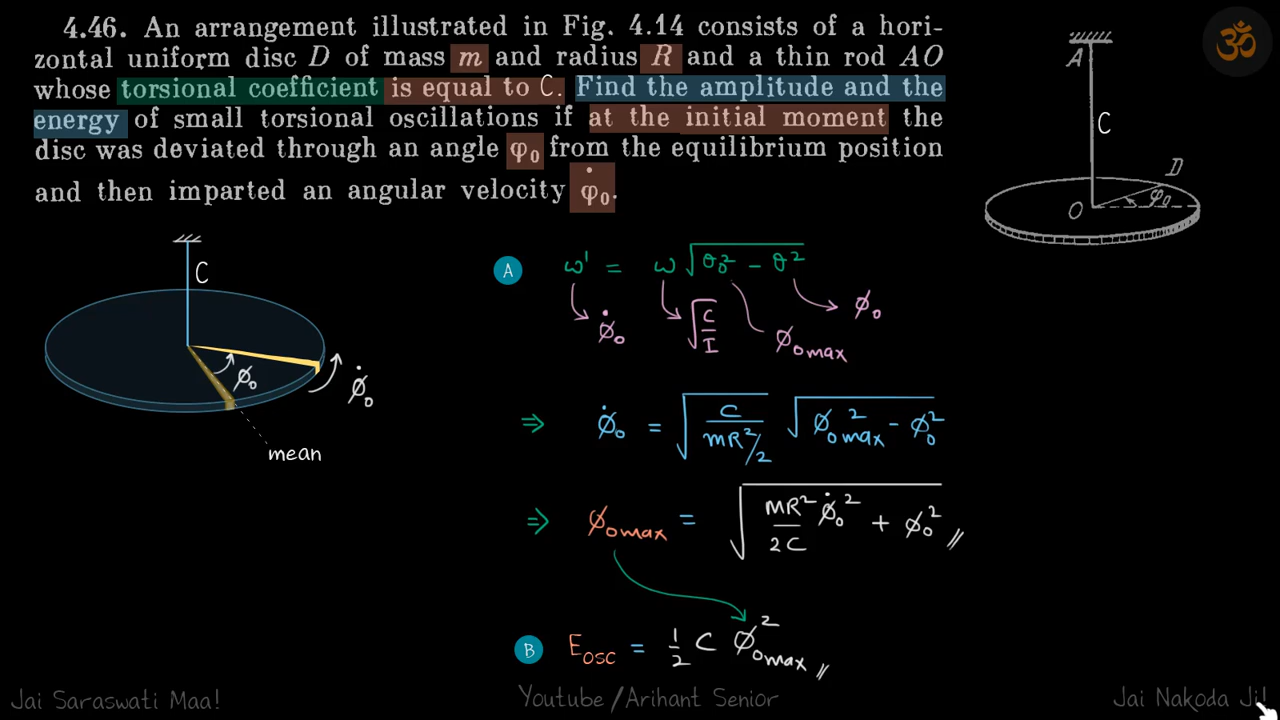 4.46. An arrangement illustrated in Fig. 4.14 consists of a hori-
zontal uniform disc D of mass m and radius R and a thin rod AO
whose torsional coefficient is equal to C. Find the amplitude and the
energy of small torsional oscillations if at the initial moment the
disc was deviated through an angle φ₀ from the equilibrium position
and then imparted an angular velocity φ̇₀.
ॐ
A
C
D
O
φ₀
C
ϕ₀
ϕ̇₀
mean
A ω' = ω √(θ₀² − θ²)
ϕ̇₀ √(C/I) ϕ₀max ϕ₀
⇒ ϕ̇₀ = √(C/(MR²/2)) √(ϕ₀max² − ϕ₀²)
⇒ ϕ₀max = √(MR²/2C ϕ̇₀² + ϕ₀²) //
B E_OSC = 1/2 C ϕ₀max² //
Jai Saraswati Maa!
Youtube /Arihant Senior
Jai Nakoda Ji!